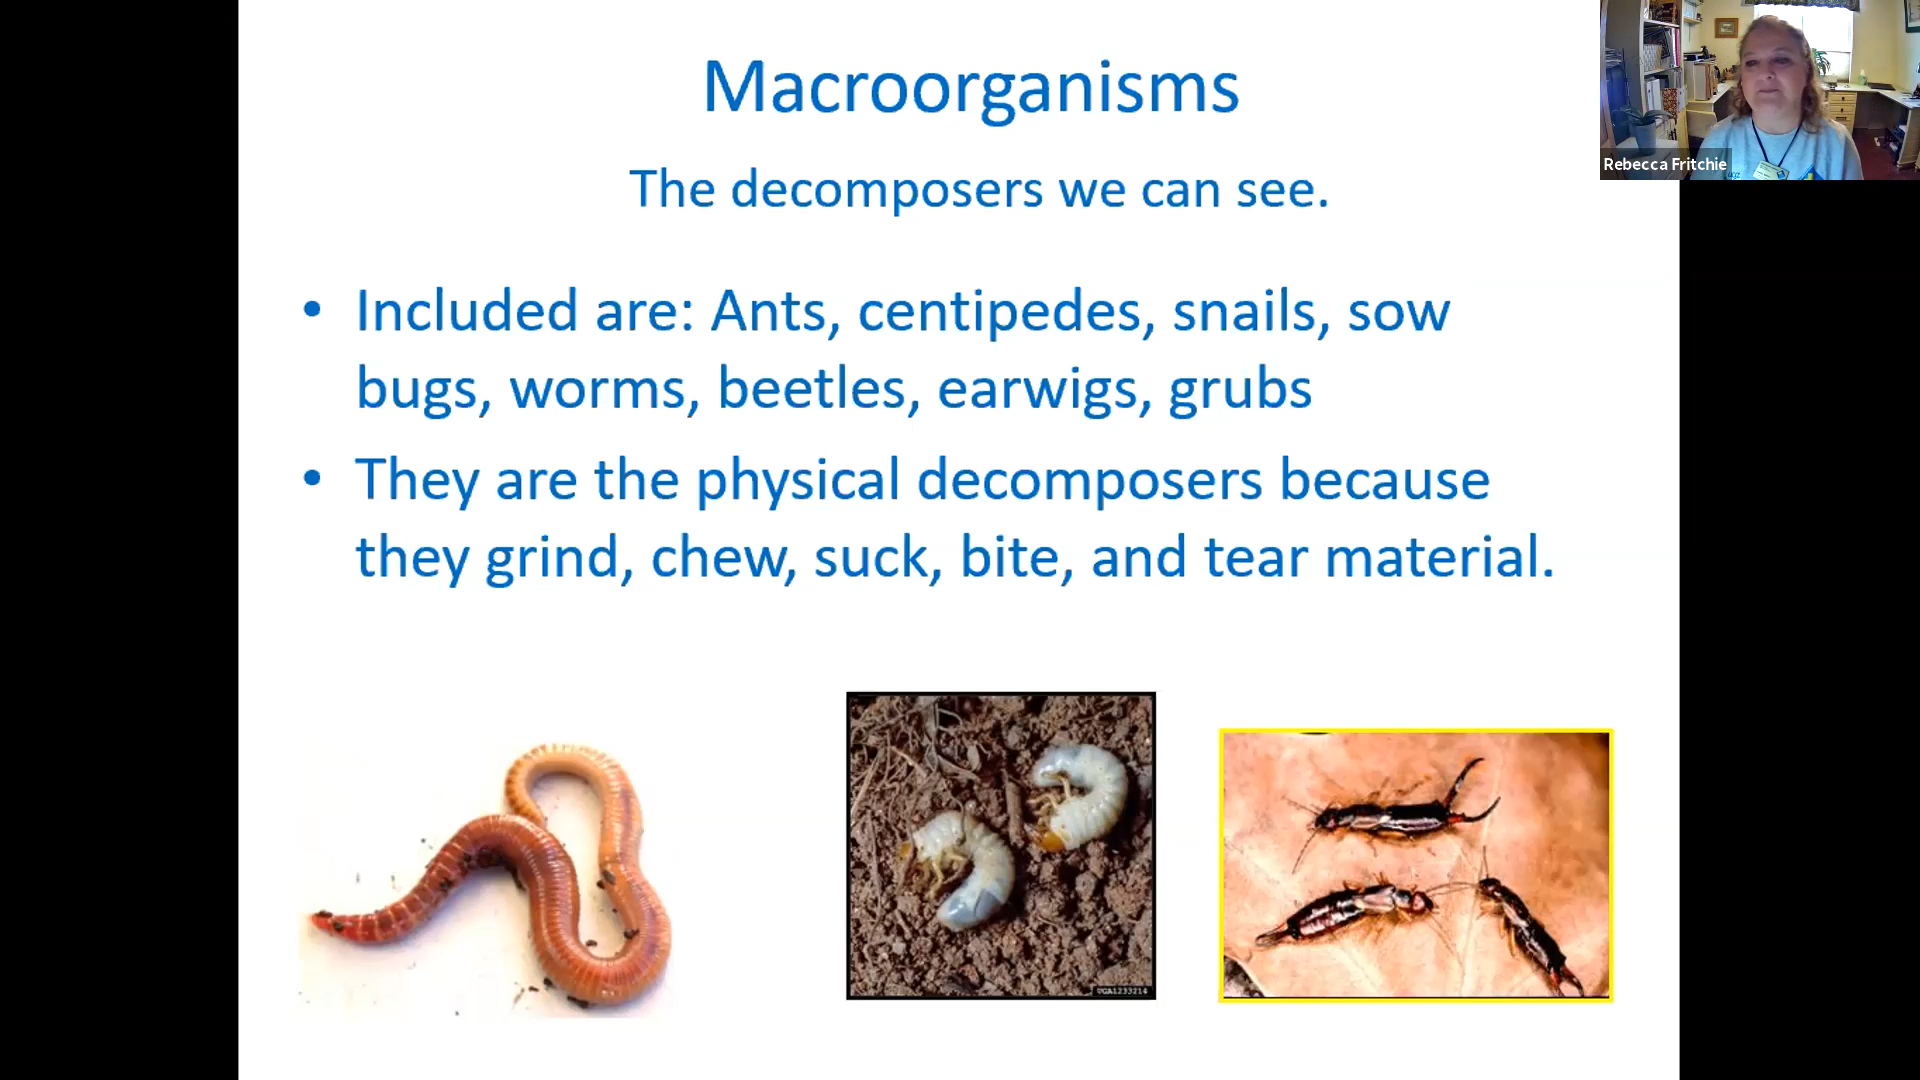 Macroorganisms
Rebecca Fritchie
The decomposers we can see.
• Included are: Ants, centipedes, snails, sow
bugs, worms, beetles, earwigs, grubs
• They are the physical decomposers because
they grind, chew, suck, bite, and tear material.
UGA1233214